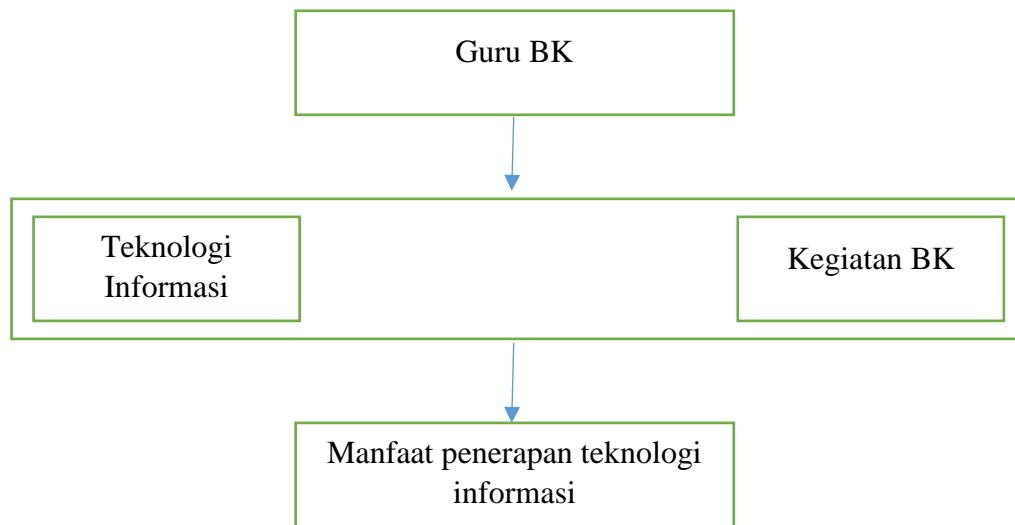 Guru BK
Teknologi
Informasi
Kegiatan BK
Manfaat penerapan teknologi
informasi